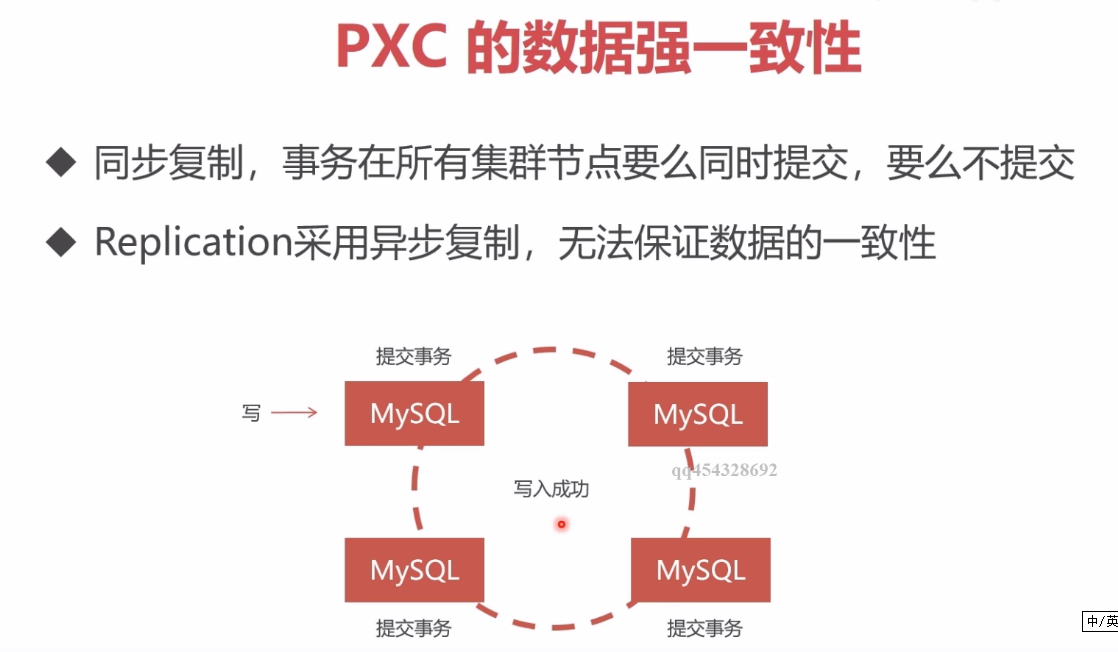 PXC 的数据强一致性
◆ 同步复制，事务在所有集群节点要么同时提交，要么不提交
◆ Replication采用异步复制，无法保证数据的一致性
提交事务
提交事务
写
MySQL
MySQL
qq454328692
写入成功
MySQL
MySQL
提交事务
提交事务
中/英